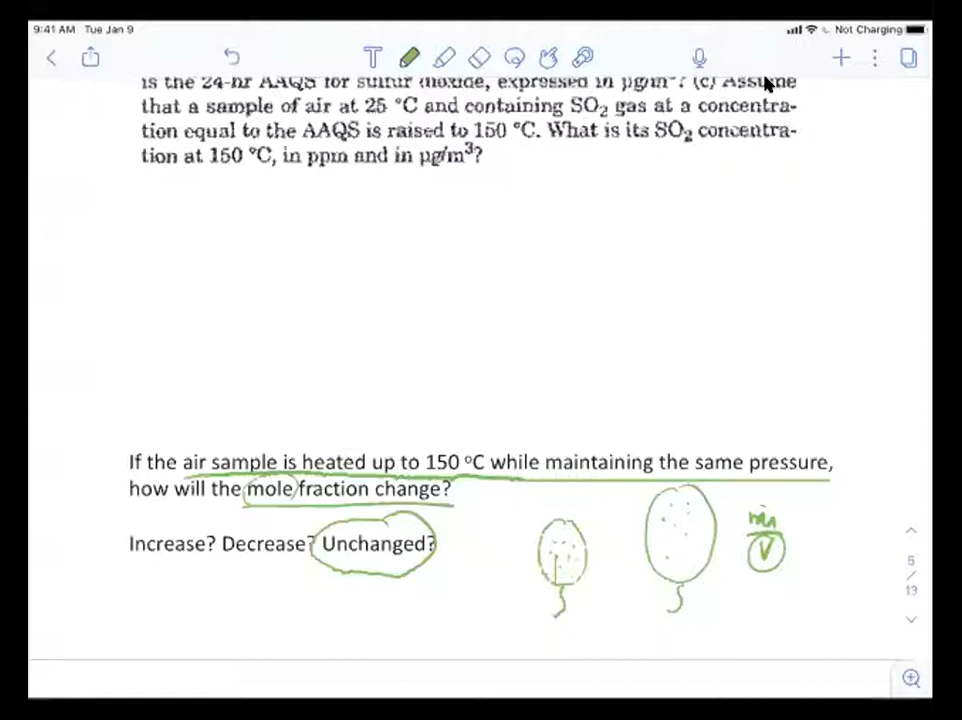 9:41 AM Tue Jan 9
Not Charging
is the 24-hr AAQS for sulfur dioxide, expressed in µg/m³? (c) Assume
that a sample of air at 25 °C and containing SO₂ gas at a concentra-
tion equal to the AAQS is raised to 150 °C. What is its SO₂ concentra-
tion at 150 °C, in ppm and in µg/m³?
If the air sample is heated up to 150 °C while maintaining the same pressure,
how will the mole fraction change?
Increase? Decrease? Unchanged?
V
6
/
13